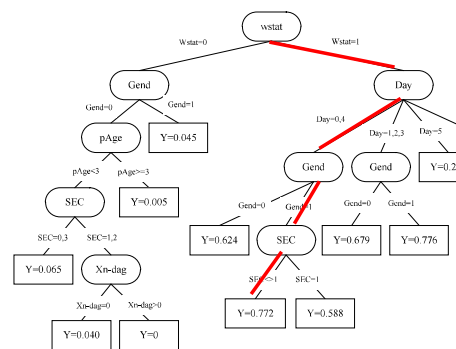 wstat
Wstat=0
Wstat=1
Gend
Day
Gend=0
Gend=1
Day=0,4
Day=1,2,3
Day=5
pAge
Y=0.045
pAge<3
pAge>=3
Gend
Gend
Y=0.2
SEC
Y=0.005
Gend=0
Gend=0
Gend=1
SEC=0,3
SEC=1,2
Y=0.624
SEC
Y=0.679
Y=0.776
Y=0.065
Xn-dag
SEC=1
Xn-dag=0
Xn-dag>0
Y=0.772
Y=0.588
Y=0.040
Y=0